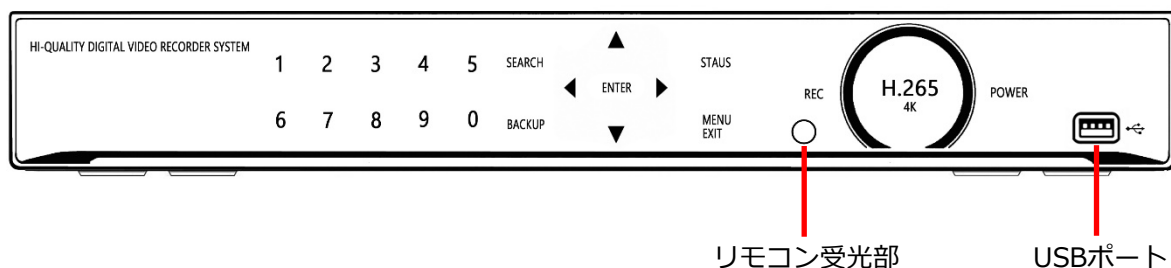 HI-QUALITY DIGITAL VIDEO RECORDER SYSTEM
1 2 3 4 5 SEARCH
6 7 8 9 0 BACKUP
ENTER
STAUS
MENU
EXIT
REC
H.265
4K
POWER
リモコン受光部
USBポート